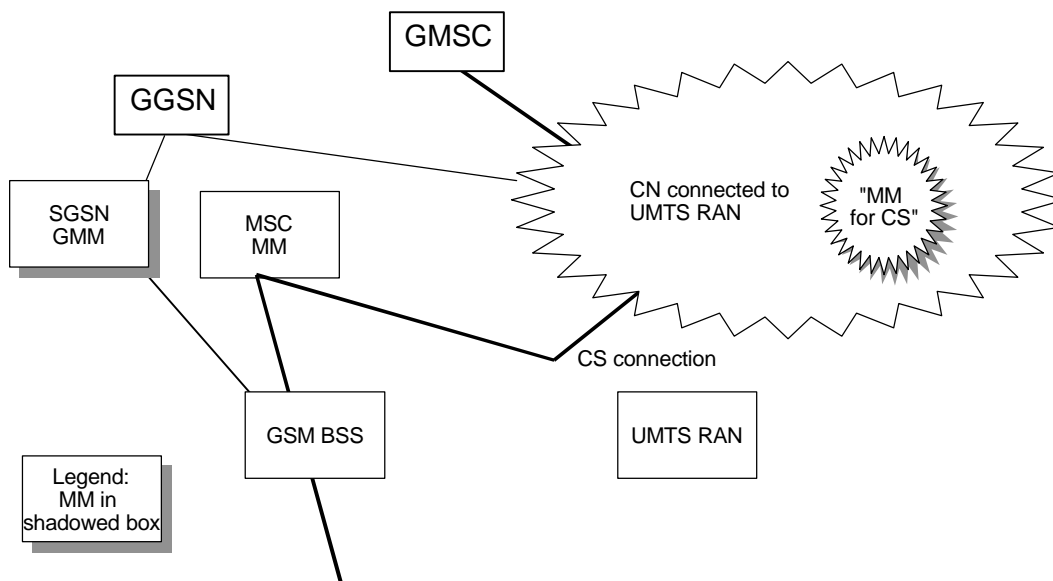 GMSC
GGSN
SGSN
GMM
MSC
MM
CN connected to
UMTS RAN
"MM
for CS"
CS connection
GSM BSS
UMTS RAN
Legend:
MM in
shadowed box